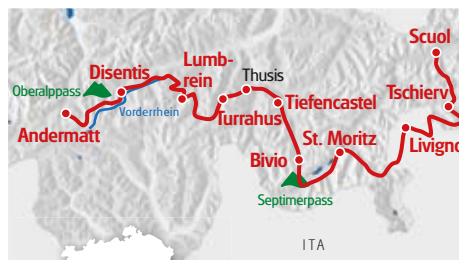 Scuol
Lumb-
rein
Disentis
Thusis
Tschierv
Oberalppass
Vorderrhein
Tiefencastel
Turrahus
Andermatt
St. Moritz
Livigno
Bivio
Septimerpass
ITA